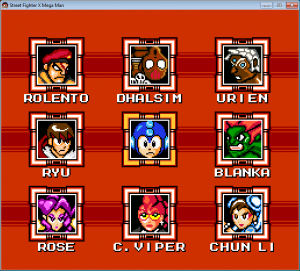 Street Fighter X Mega Man
ROLENTO DHALSIM URIEN
RYU BLANKA
ROSE C. VIPER CHUN LI